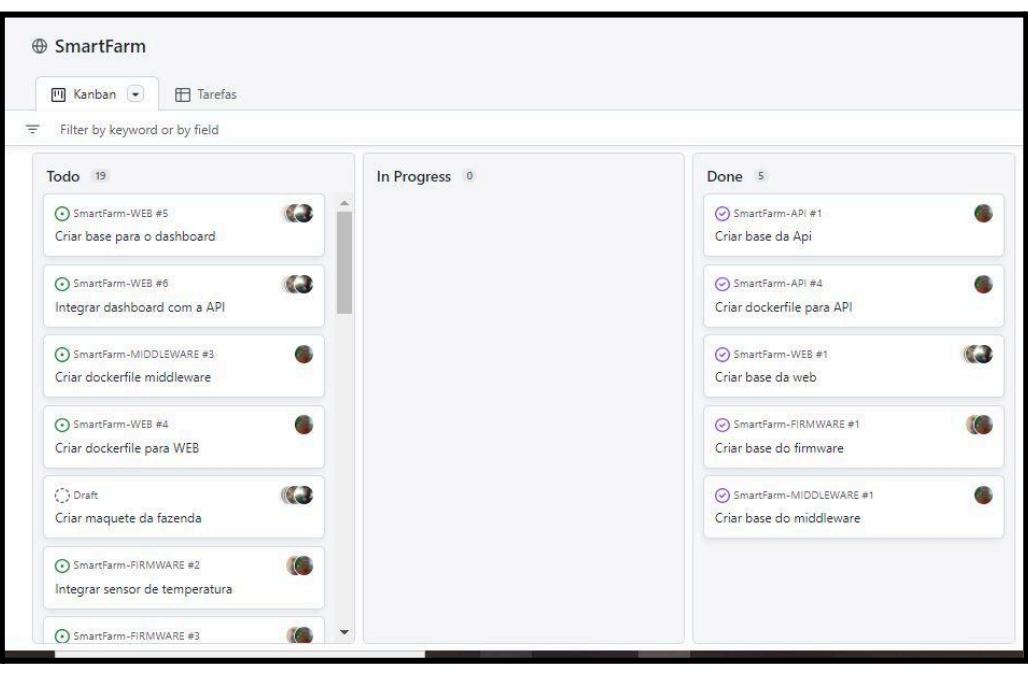 SmartFarm
Kanban
Tarefas
Filter by keyword or by field
Todo 19
SmartFarm-WEB #5
Criar base para o dashboard
SmartFarm-WEB #6
Integrar dashboard com a API
SmartFarm-MIDDLEWARE #3
Criar dockerfile middleware
SmartFarm-WEB #4
Criar dockerfile para WEB
Draft
Criar maquete da fazenda
SmartFarm-FIRMWARE #2
Integrar sensor de temperatura
SmartFarm-FIRMWARE #3
In Progress 0
Done 5
SmartFarm-API #1
Criar base da Api
SmartFarm-API #4
Criar dockerfile para API
SmartFarm-WEB #1
Criar base da web
SmartFarm-FIRMWARE #1
Criar base do firmware
SmartFarm-MIDDLEWARE #1
Criar base do middleware